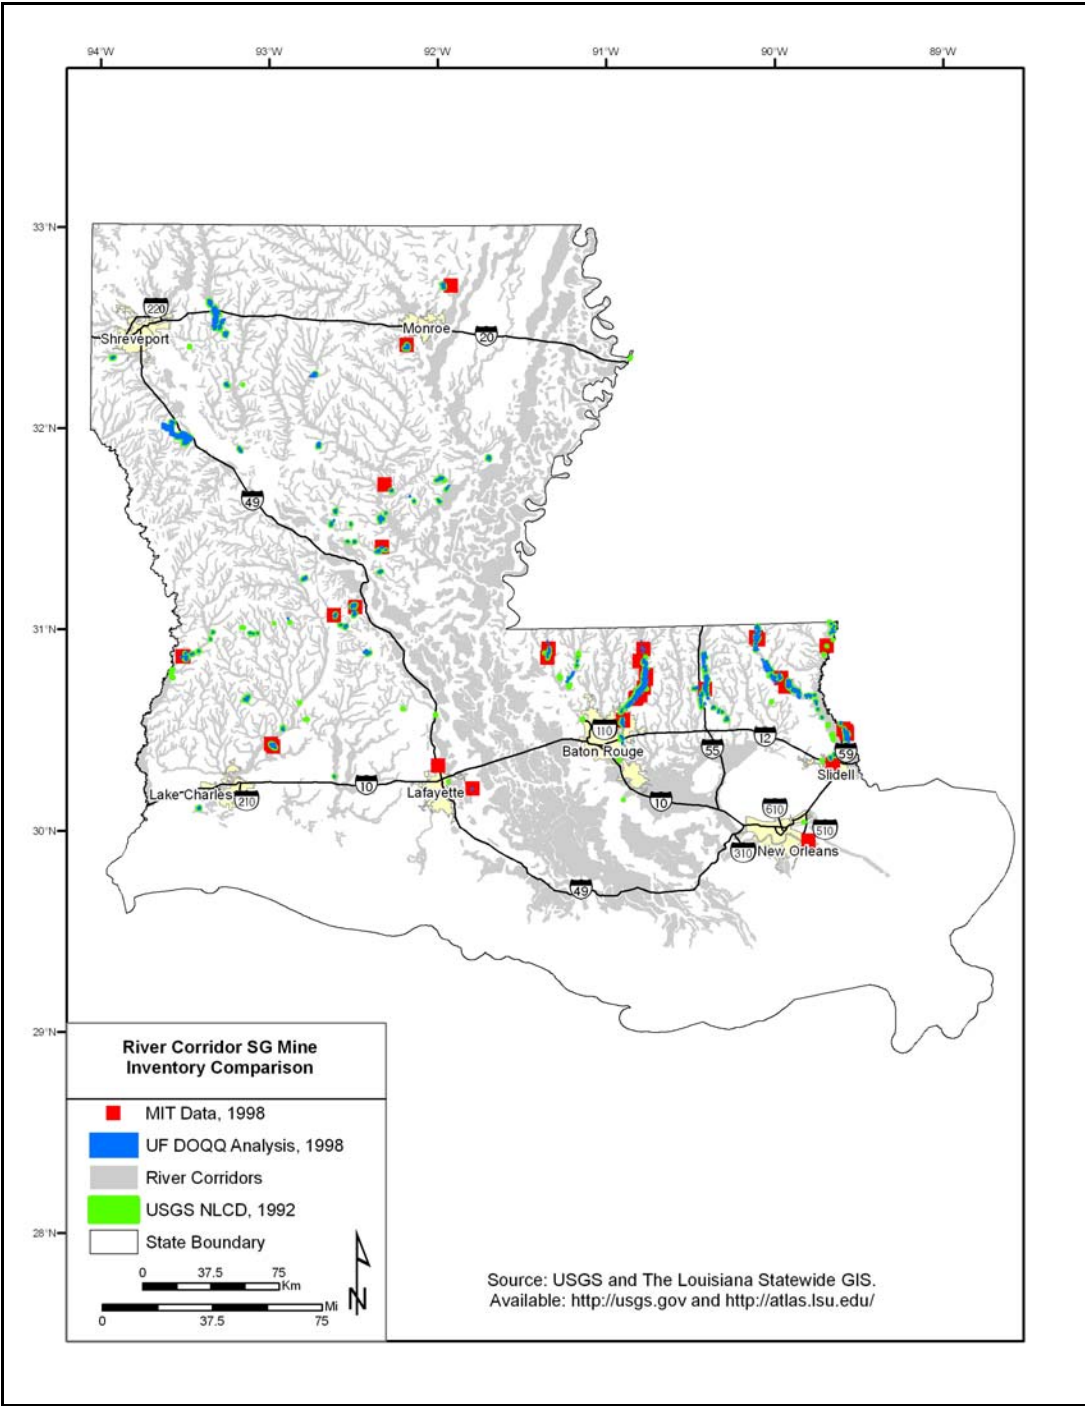 94°W 93°W 92°W 91°W 90°W 89°W
33°N
32°N
31°N
30°N
29°N
28°N
220
Shreveport
Monroe
20
49
110
Baton Rouge
55
12
59
Slidell
Lake Charles
210
10
Lafayette
10
610
510
310
New Orleans
49
River Corridor SG Mine
Inventory Comparison
MIT Data, 1998
UF DOQQ Analysis, 1998
River Corridors
USGS NLCD, 1992
State Boundary
0 37.5 75
Km
Mi
0 37.5 75
N
Source: USGS and The Louisiana Statewide GIS.
Available: http://usgs.gov and http://atlas.lsu.edu/